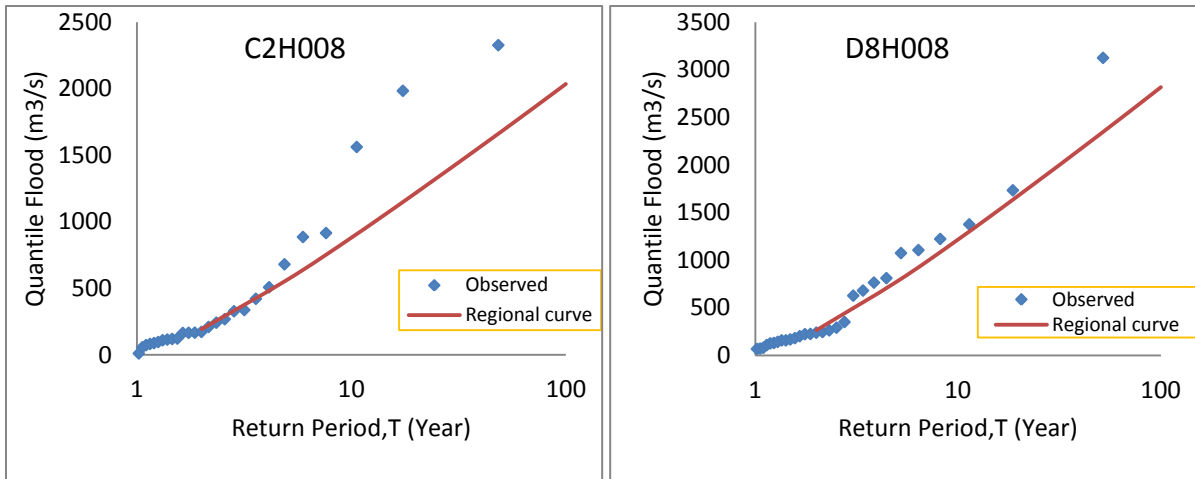 C2H008
Quantile Flood (m3/s)
2500
2000
1500
1000
500
0
1
10
100
Return Period,T (Year)
Observed
Regional curve
D8H008
Quantile Flood (m3/s)
3500
3000
2500
2000
1500
1000
500
0
1
10
100
Return Period,T (Year)
Observed
Regional curve